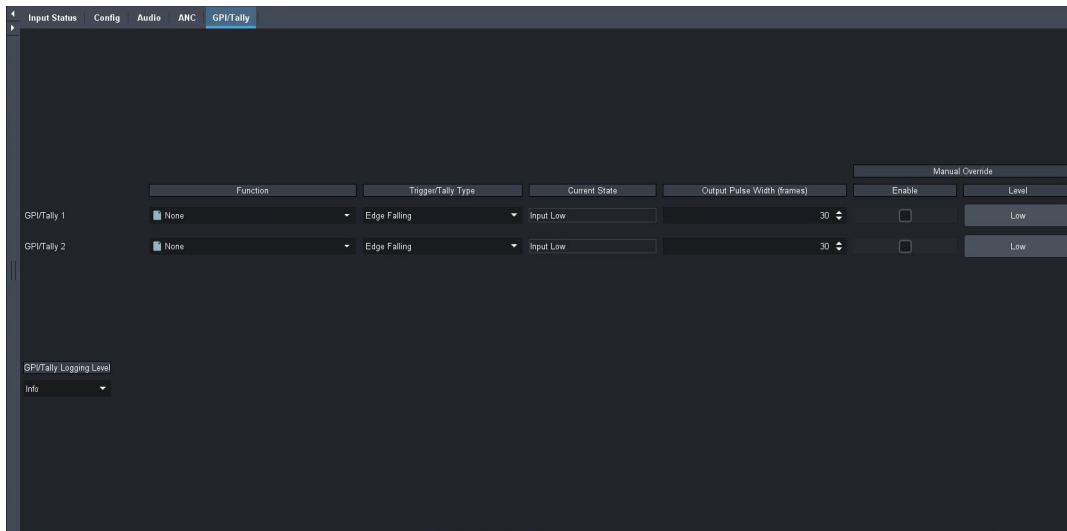 Input Status Config Audio ANC GPI/Tally
Manual Override
Function Trigger/Tally Type Current State Output Pulse Width (frames) Enable Level
GPI/Tally 1 None Edge Falling Input Low 30 Low
GPI/Tally 2 None Edge Falling Input Low 30 Low
GPI/Tally Logging Level
Info